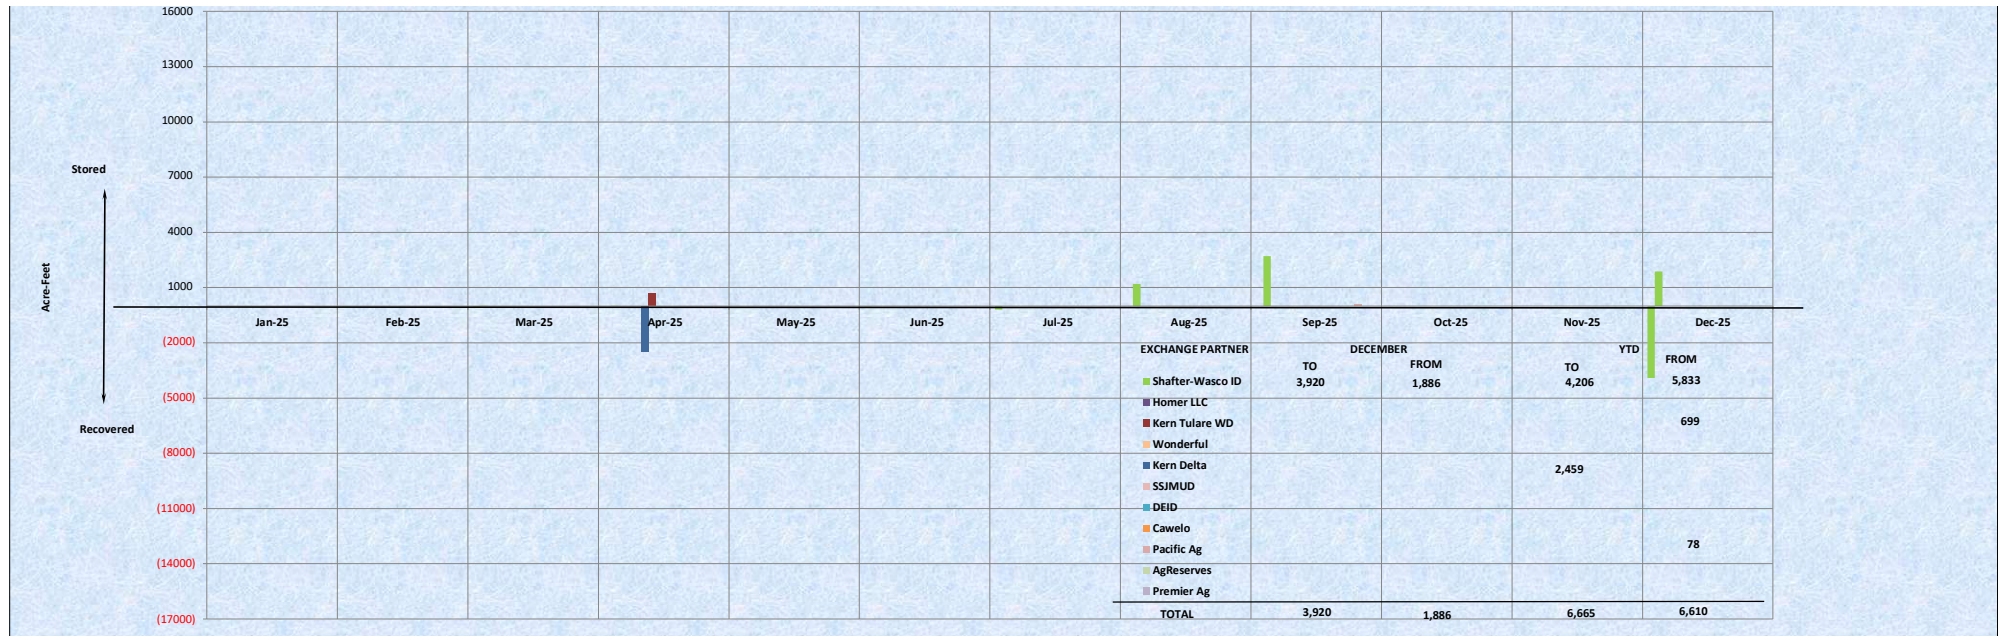 16000
13000
10000
7000
4000
1000
(2000)
(5000)
(8000)
(11000)
(14000)
(17000)
Stored
Acre-Feet
Recovered
Jan-25 Feb-25 Mar-25 Apr-25 May-25 Jun-25 Jul-25 Aug-25 Sep-25 Oct-25 Nov-25 Dec-25
EXCHANGE PARTNER DECEMBER YTD
TO FROM TO FROM
Shafter-Wasco ID 3,920 1,886 4,206 5,833
Homer LLC
Kern Tulare WD 699
Wonderful
Kern Delta 2,459
SSJMUD
DEID
Cawelo
Pacific Ag 78
AgReserves
Premier Ag
TOTAL 3,920 1,886 6,665 6,610